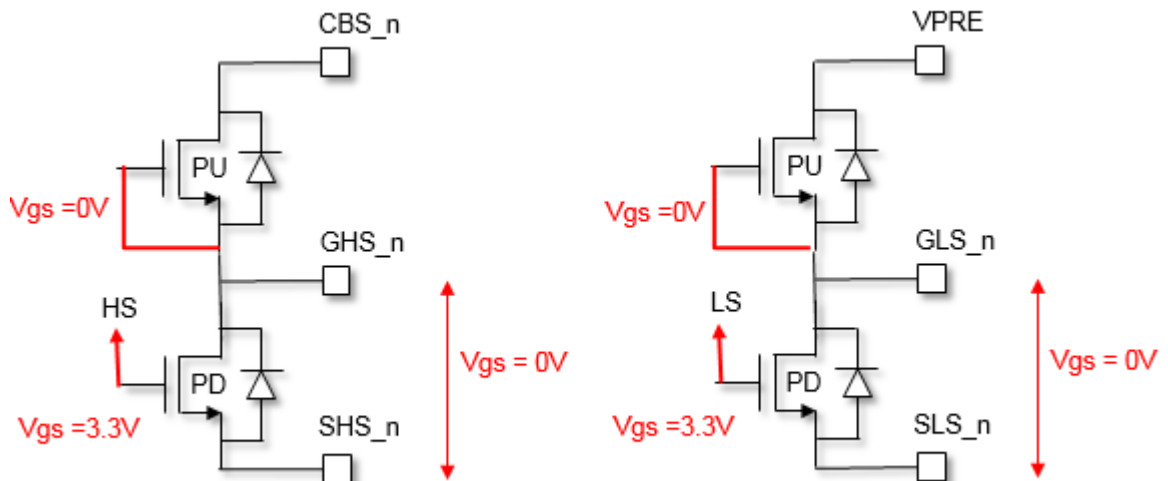 CBS_n
VPRE
PU
PU
Vgs =0V
Vgs =0V
GHS_n
GLS_n
HS
LS
Vgs = 0V
Vgs = 0V
PD
PD
Vgs =3.3V
Vgs =3.3V
SHS_n
SLS_n